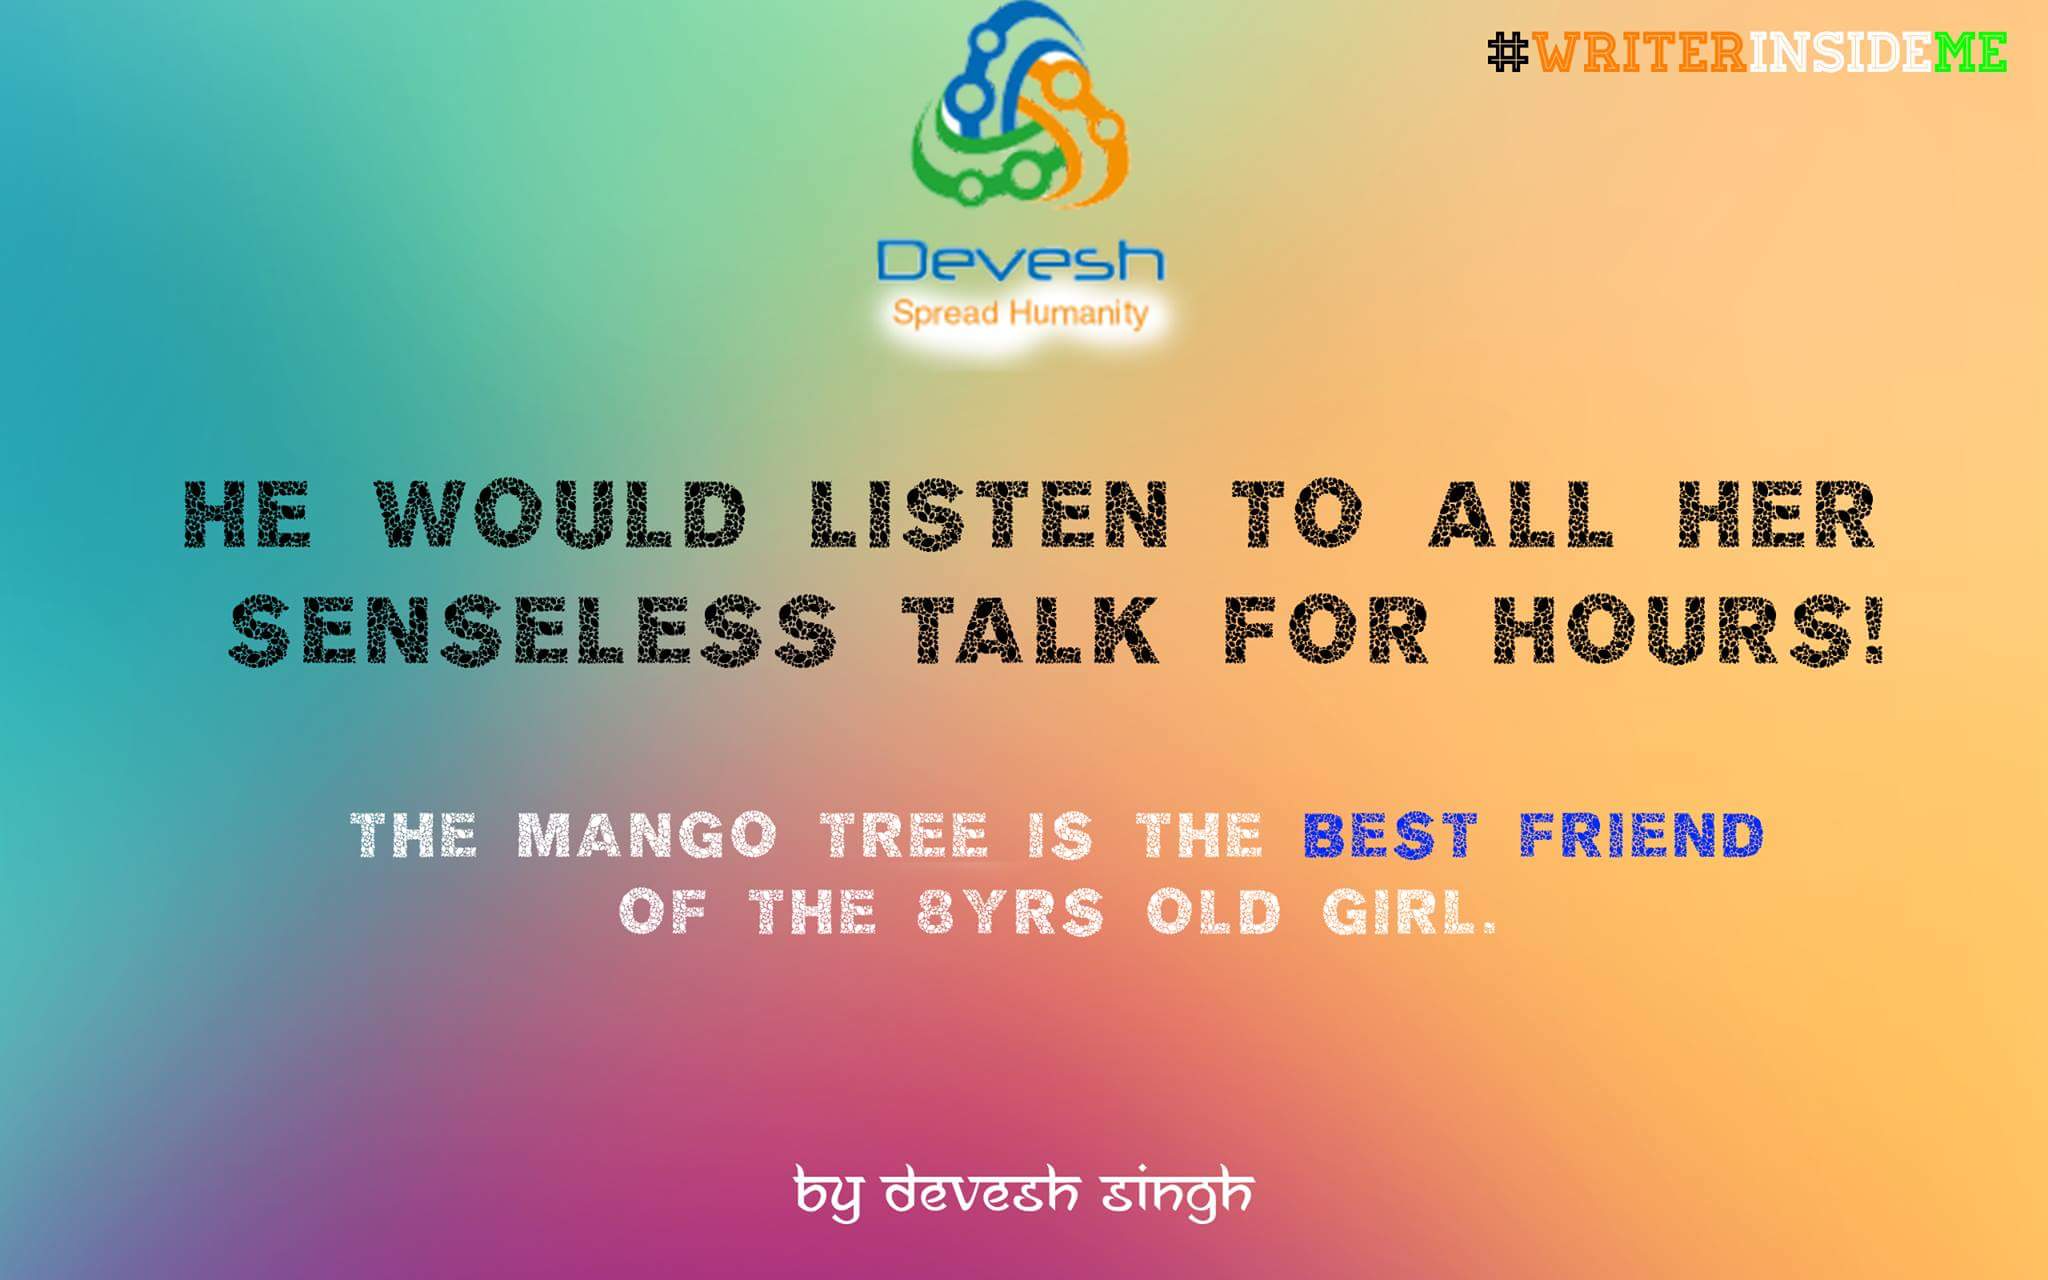 #WRITERINSIDEME
Devesh
Spread Humanity
HE WOULD LISTEN TO ALL HER
SENSELESS TALK FOR HOURS!
THE MANGO TREE IS THE BEST FRIEND
OF THE 8YRS OLD GIRL.
by Devesh Singh